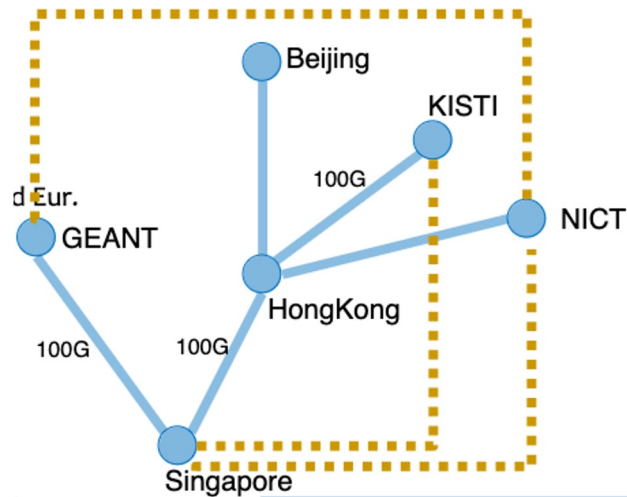 Beijing
KISTI
100G
d Eur.
NICT
GEANT
HongKong
100G
100G
Singapore